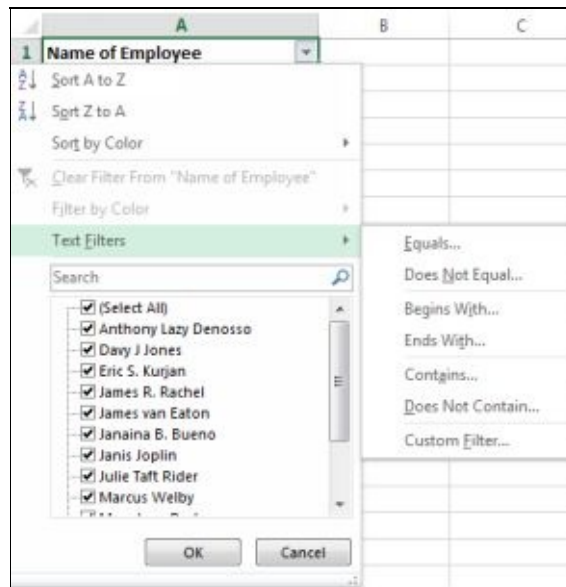 A B C
1 Name of Employee
Sort A to Z
Sort Z to A
Sort by Color
Clear Filter From "Name of Employee"
Filter by Color
Text Filters
Search
(Select All)
Anthony Lazy Denosso
Davy J Jones
Eric S. Kurjan
James R. Rachel
James van Eaton
Janaina B. Bueno
Janis Joplin
Julie Taft Rider
Marcus Welby
OK Cancel
Equals...
Does Not Equal...
Begins With...
Ends With...
Contains...
Does Not Contain...
Custom Filter...